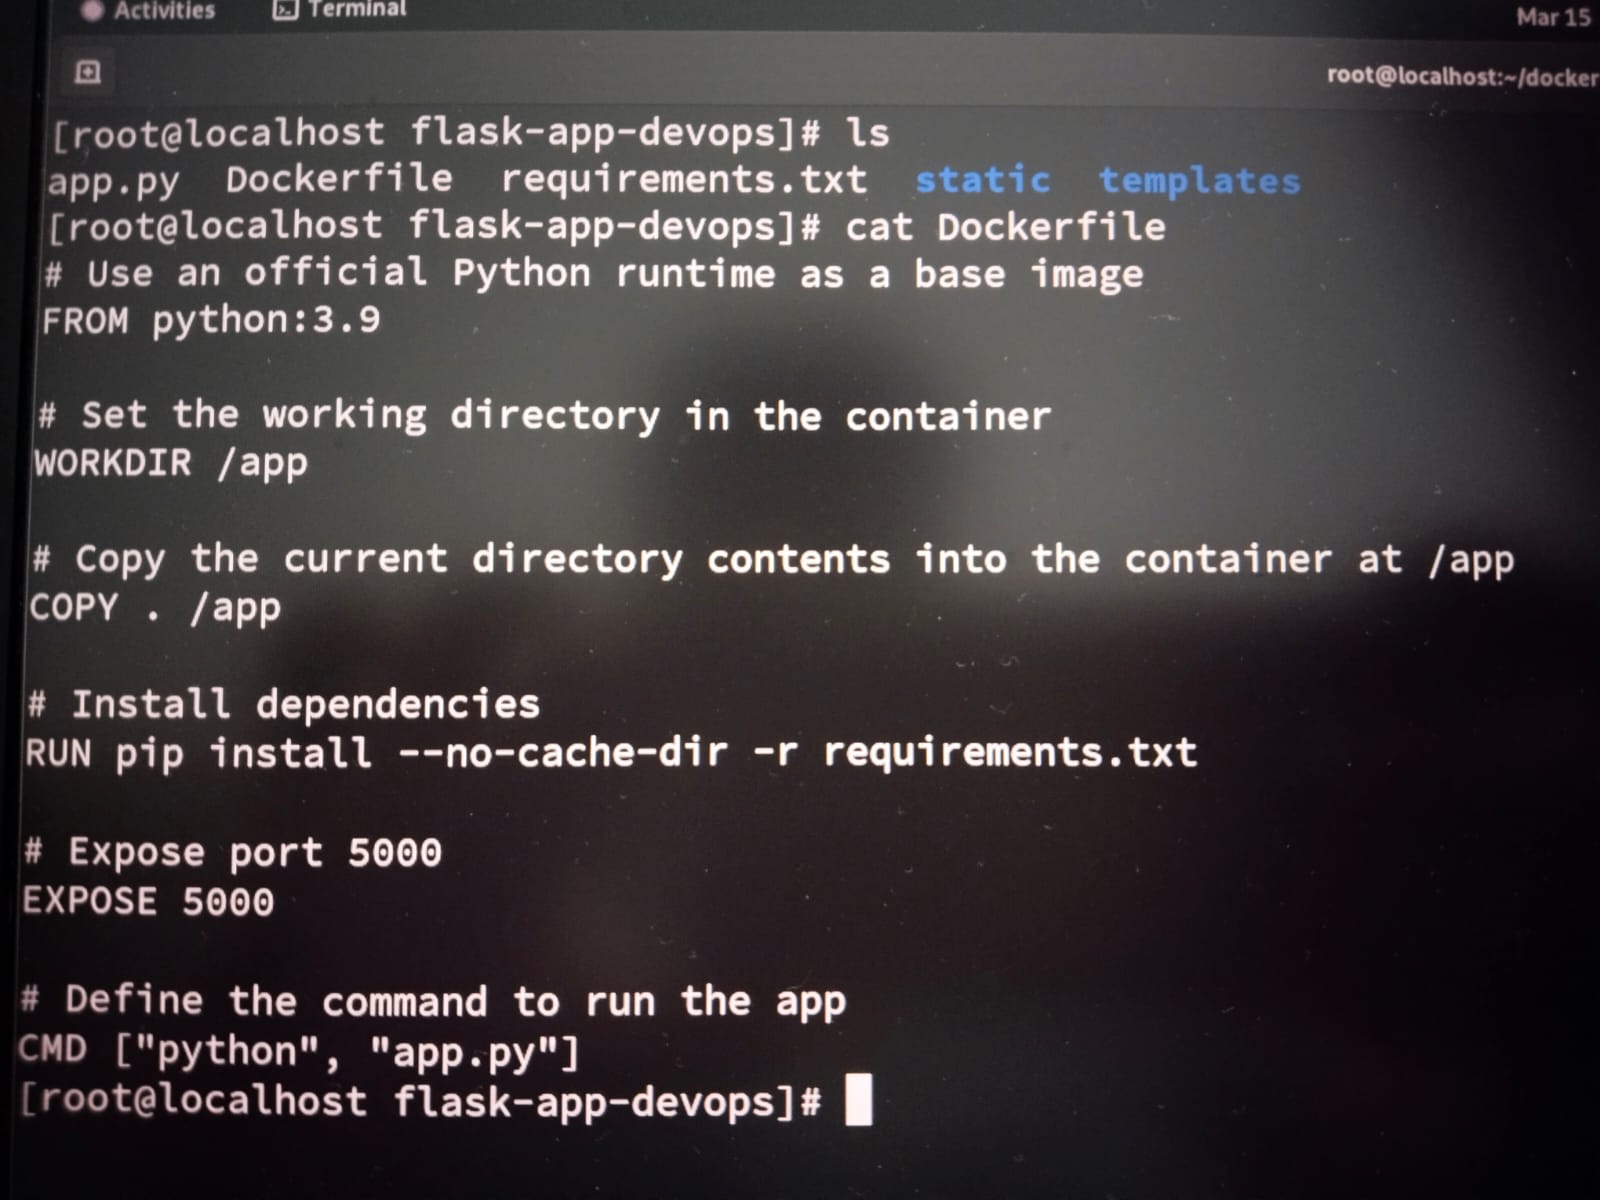 Activities Terminal Mar 15
root@localhost:~/docker
[root@localhost flask-app-devops]# ls
app.py Dockerfile requirements.txt static templates
[root@localhost flask-app-devops]# cat Dockerfile
# Use an official Python runtime as a base image
FROM python:3.9
# Set the working directory in the container
WORKDIR /app
# Copy the current directory contents into the container at /app
COPY . /app
# Install dependencies
RUN pip install --no-cache-dir -r requirements.txt
# Expose port 5000
EXPOSE 5000
# Define the command to run the app
CMD ["python", "app.py"]
[root@localhost flask-app-devops]#